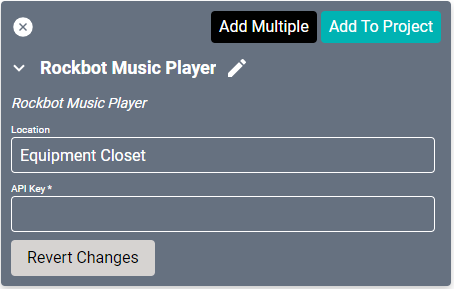 Add Multiple
Add To Project
Rockbot Music Player
Rockbot Music Player
Location
Equipment Closet
API Key *
Revert Changes